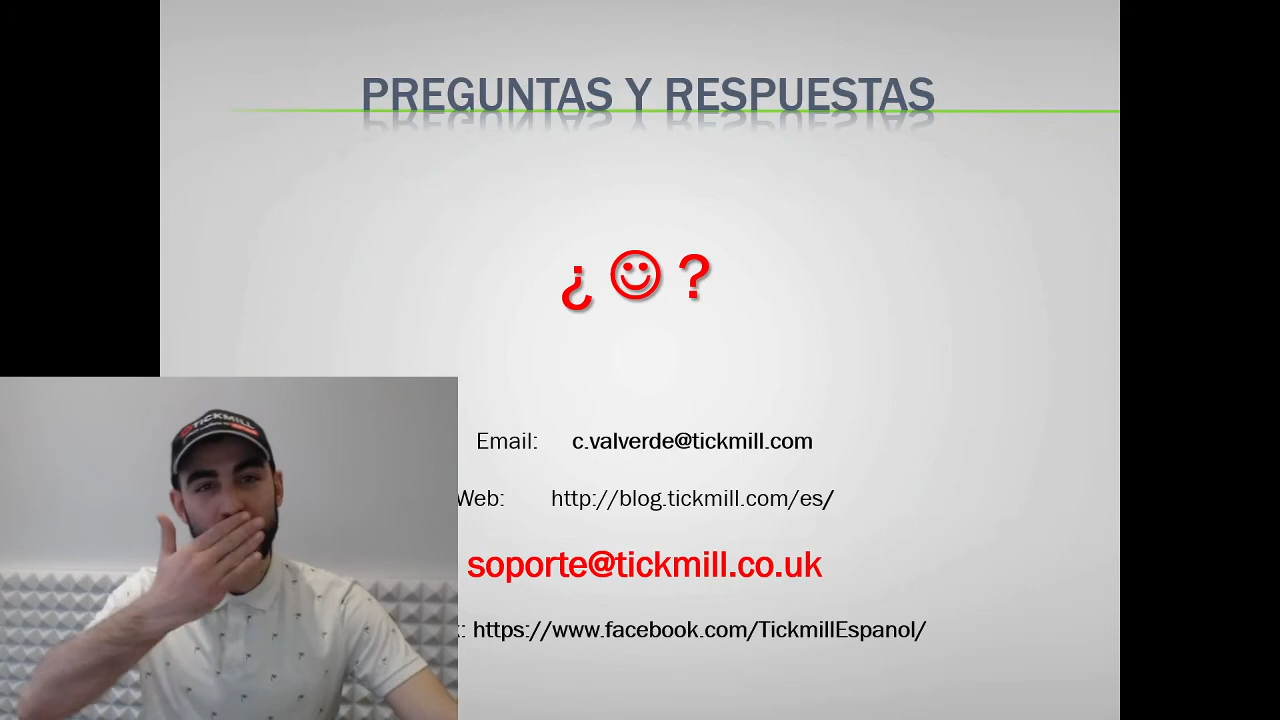 PREGUNTAS Y RESPUESTAS
¿ ☺ ?
TICKMILL
Email: c.valverde@tickmill.com
Web: http://blog.tickmill.com/es/
soporte@tickmill.co.uk
: https://www.facebook.com/TickmillEspanol/